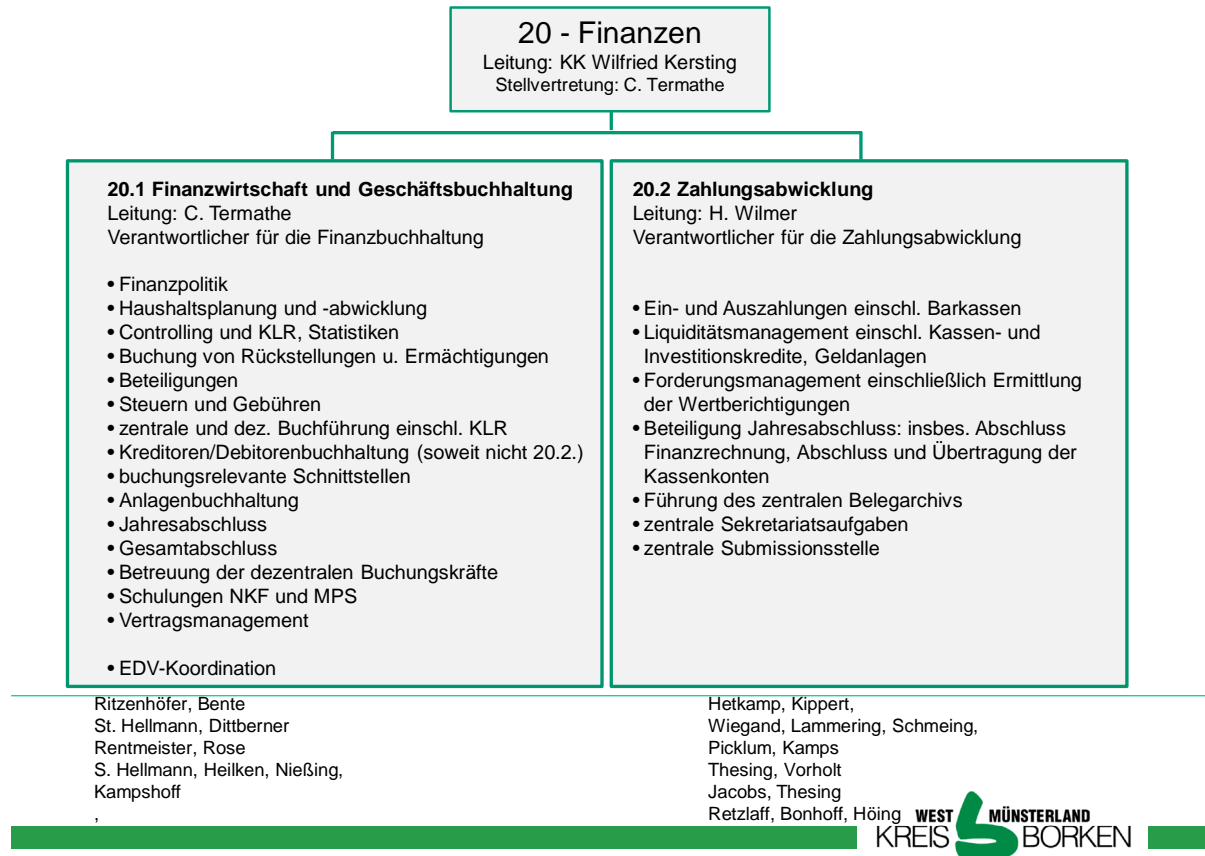 20 - Finanzen
Leitung: KK Wilfried Kersting
Stellvertretung: C. Termathe
20.1 Finanzwirtschaft und Geschäftsbuchhaltung
Leitung: C. Termathe
Verantwortlicher für die Finanzbuchhaltung
• Finanzpolitik
• Haushaltsplanung und -abwicklung
• Controlling und KLR, Statistiken
• Buchung von Rückstellungen u. Ermächtigungen
• Beteiligungen
• Steuern und Gebühren
• zentrale und dez. Buchführung einschl. KLR
• Kreditoren/Debitorenbuchhaltung (soweit nicht 20.2.)
• buchungsrelevante Schnittstellen
• Anlagenbuchhaltung
• Jahresabschluss
• Gesamtabschluss
• Betreuung der dezentralen Buchungskräfte
• Schulungen NKF und MPS
• Vertragsmanagement
• EDV-Koordination
20.2 Zahlungsabwicklung
Leitung: H. Wilmer
Verantwortlicher für die Zahlungsabwicklung
• Ein- und Auszahlungen einschl. Barkassen
• Liquiditätsmanagement einschl. Kassen- und
Investitionskredite, Geldanlagen
• Forderungsmanagement einschließlich Ermittlung
der Wertberichtigungen
• Beteiligung Jahresabschluss: insbes. Abschluss
Finanzrechnung, Abschluss und Übertragung der
Kassenkonten
• Führung des zentralen Belegarchivs
• zentrale Sekretariatsaufgaben
• zentrale Submissionsstelle
Ritzenhöfer, Bente
St. Hellmann, Dittberner
Rentmeister, Rose
S. Hellmann, Heilken, Nießing,
Kampshoff
,
Hetkamp, Kippert,
Wiegand, Lammering, Schmeing,
Picklum, Kamps
Thesing, Vorholt
Jacobs, Thesing
Retzlaff, Bonhoff, Höing
WEST MÜNSTERLAND
KREIS BORKEN